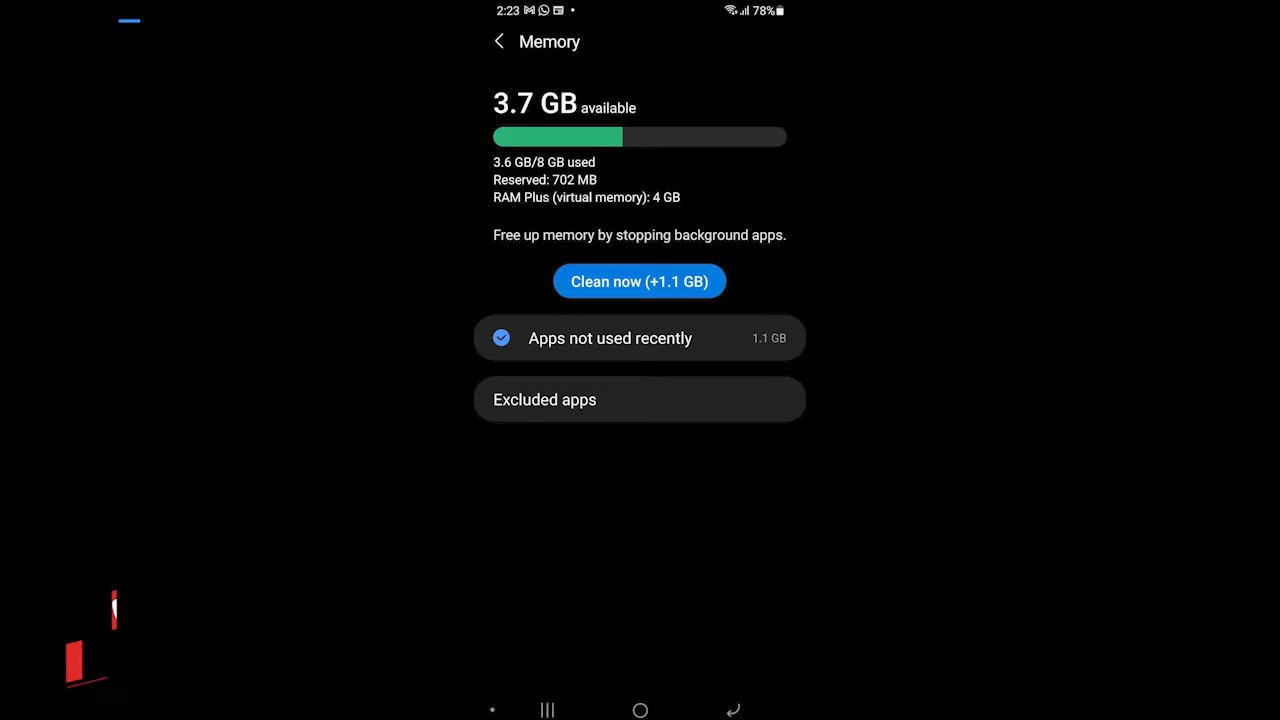 2:23 78%
Memory
3.7 GB available
3.6 GB/8 GB used
Reserved: 702 MB
RAM Plus (virtual memory): 4 GB
Free up memory by stopping background apps.
Clean now (+1.1 GB)
Apps not used recently 1.1 GB
Excluded apps